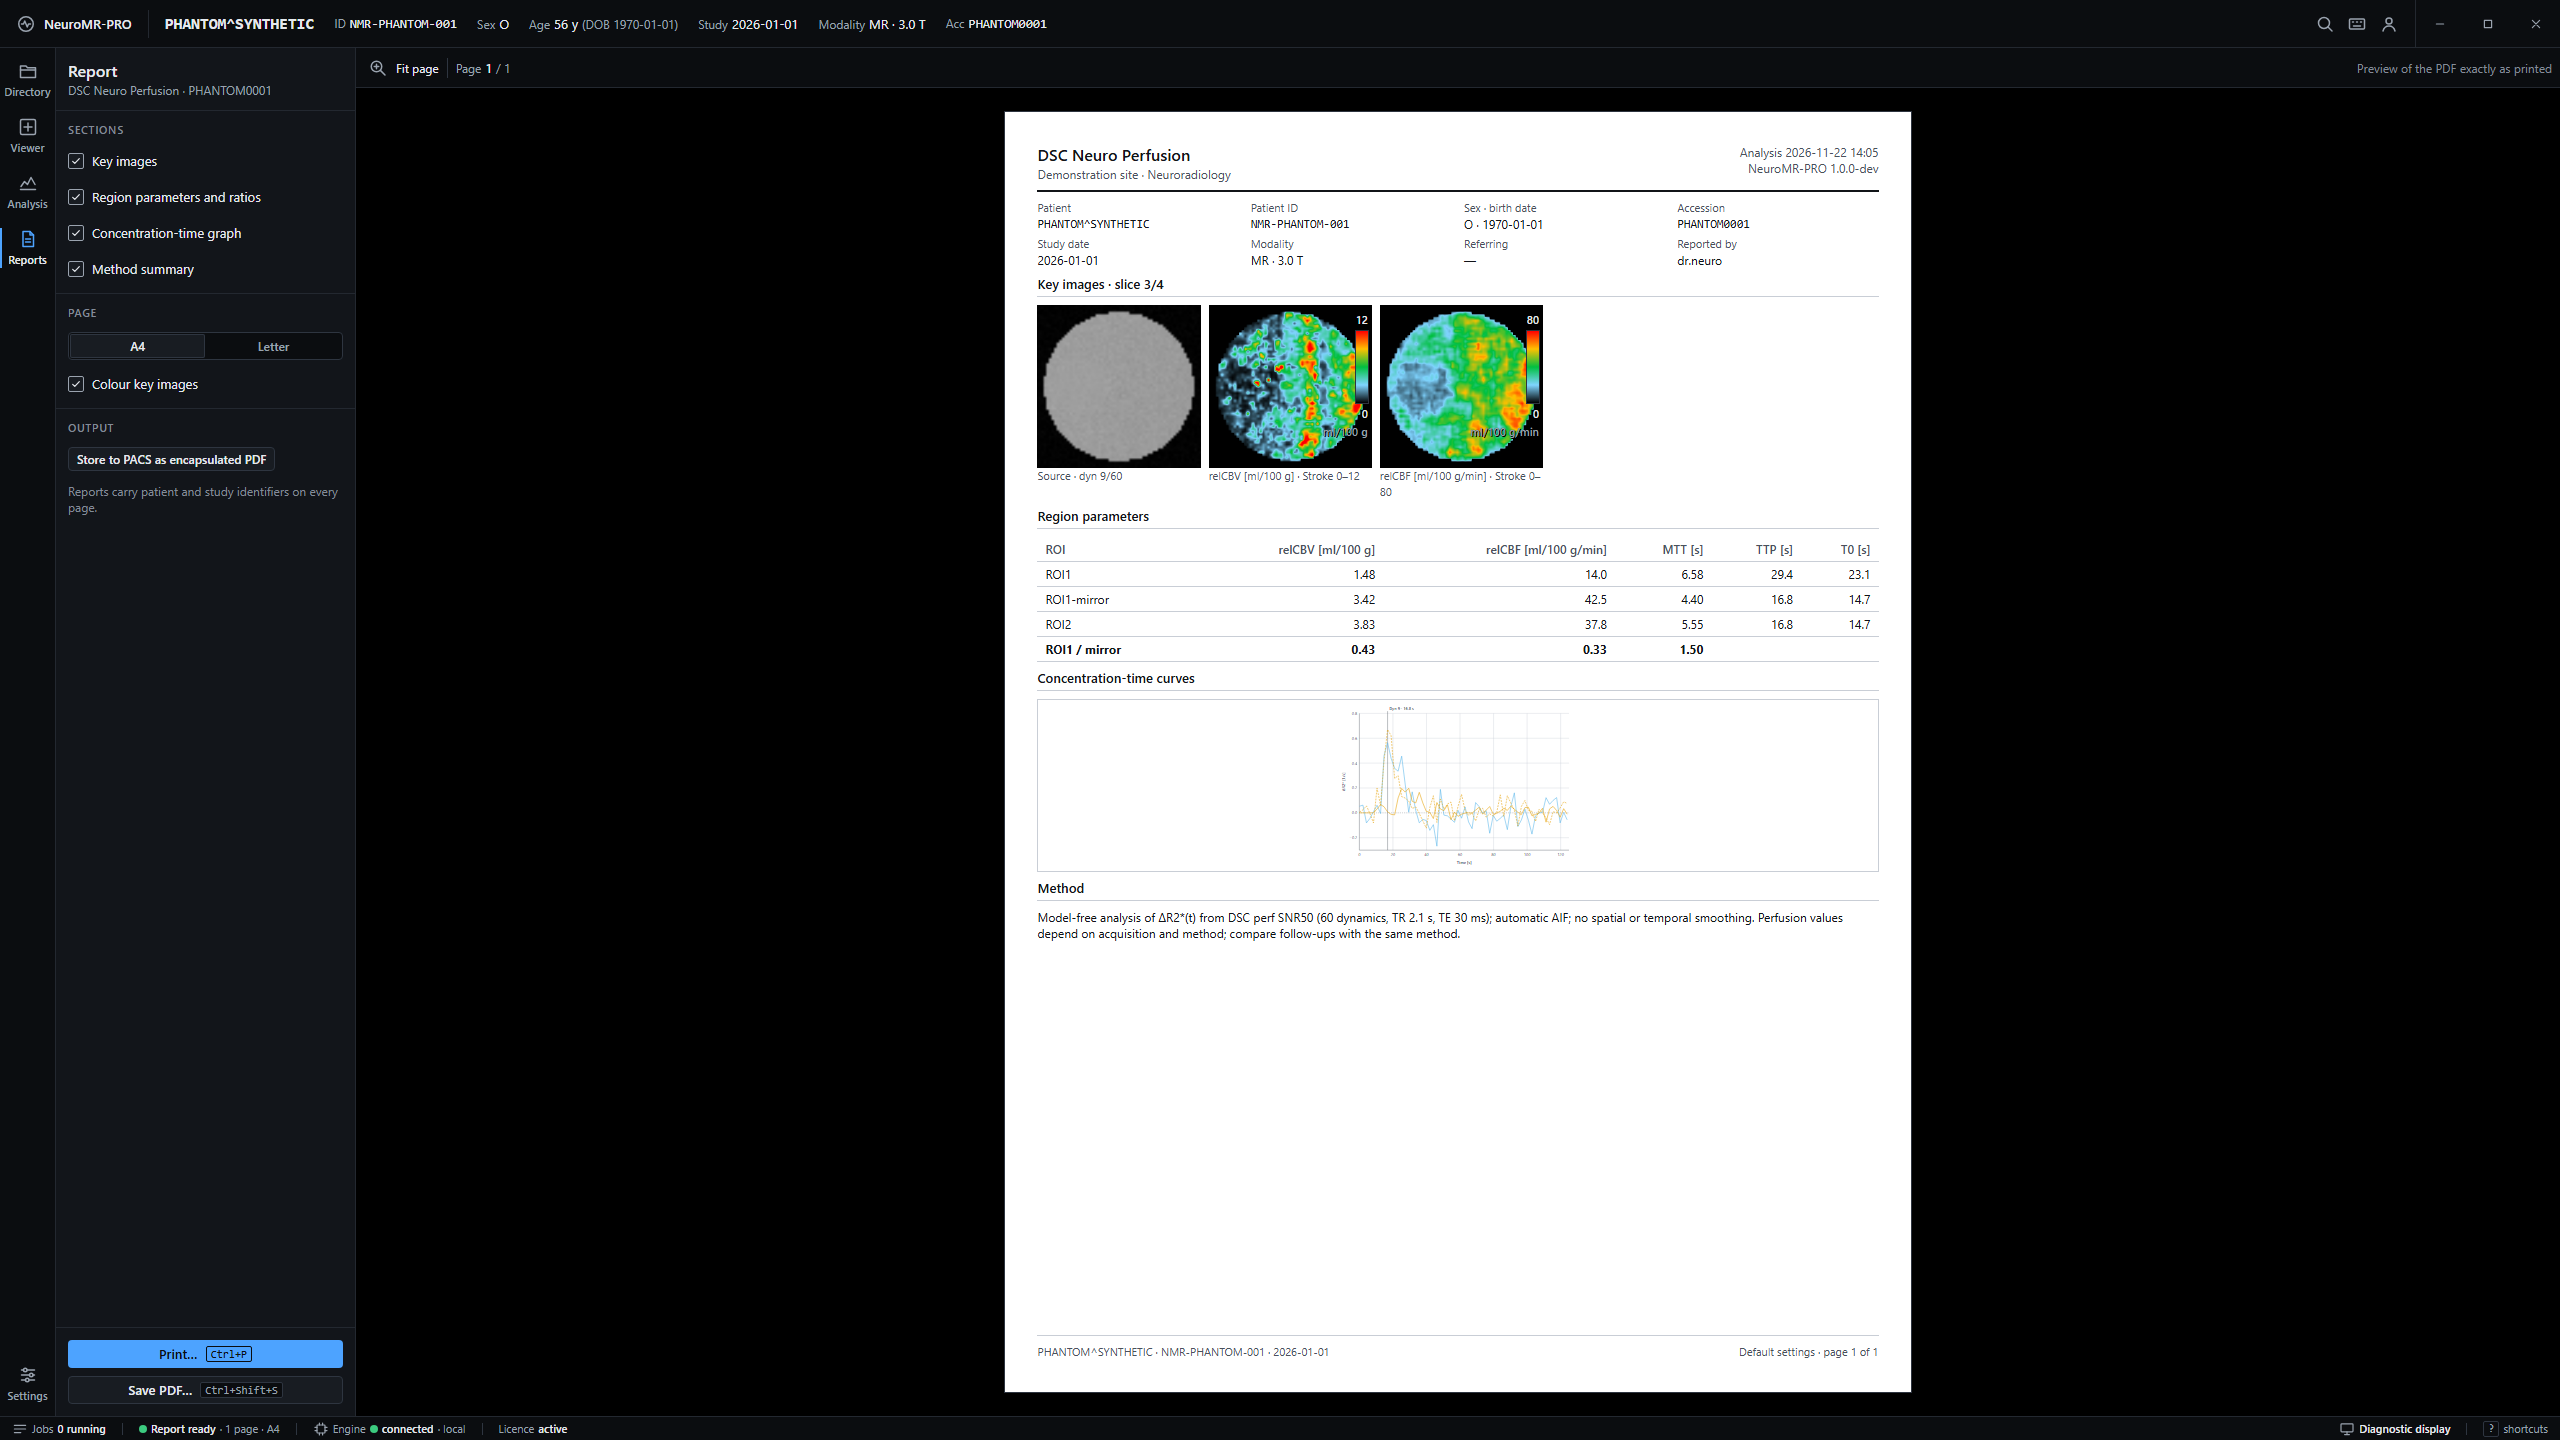 NeuroMR-PRO PHANTOM^SYNTHETIC ID NMR-PHANTOM-001 Sex O Age 56 y (DOB 1970-01-01) Study 2026-01-01 Modality MR · 3.0 T Acc PHANTOM0001
Directory
Viewer
Analysis
Reports
Settings
Report
DSC Neuro Perfusion · PHANTOM0001
SECTIONS
Key images
Region parameters and ratios
Concentration-time graph
Method summary
PAGE
A4 Letter
Colour key images
OUTPUT
Store to PACS as encapsulated PDF
Reports carry patient and study identifiers on every
page.
Print... Ctrl+P
Save PDF... Ctrl+Shift+S
Fit page Page 1 / 1 Preview of the PDF exactly as printed
DSC Neuro Perfusion
Demonstration site · Neuroradiology
Analysis 2026-11-22 14:05
NeuroMR-PRO 1.0.0-dev
Patient Patient ID Sex · birth date Accession
PHANTOM^SYNTHETIC NMR-PHANTOM-001 O · 1970-01-01 PHANTOM0001
Study date Modality Referring Reported by
2026-01-01 MR · 3.0 T — dr.neuro
Key images · slice 3/4
12
0
ml/100 g
80
0
ml/100 g/min
Source · dyn 9/60
relCBV [ml/100 g] · Stroke 0–12
relCBF [ml/100 g/min] · Stroke 0–
80
Region parameters
ROI relCBV [ml/100 g] relCBF [ml/100 g/min] MTT [s] TTP [s] T0 [s]
ROI1 1.48 14.0 6.58 29.4 23.1
ROI1-mirror 3.42 42.5 4.40 16.8 14.7
ROI2 3.83 37.8 5.55 16.8 14.7
ROI1 / mirror 0.43 0.33 1.50
Concentration-time curves
Time [s]
Method
Model-free analysis of ΔR2*(t) from DSC perf SNR50 (60 dynamics, TR 2.1 s, TE 30 ms); automatic AIF; no spatial or temporal smoothing. Perfusion values
depend on acquisition and method; compare follow-ups with the same method.
PHANTOM^SYNTHETIC · NMR-PHANTOM-001 · 2026-01-01 Default settings · page 1 of 1
Jobs 0 running Report ready · 1 page · A4 Engine connected · local Licence active Diagnostic display ? shortcuts